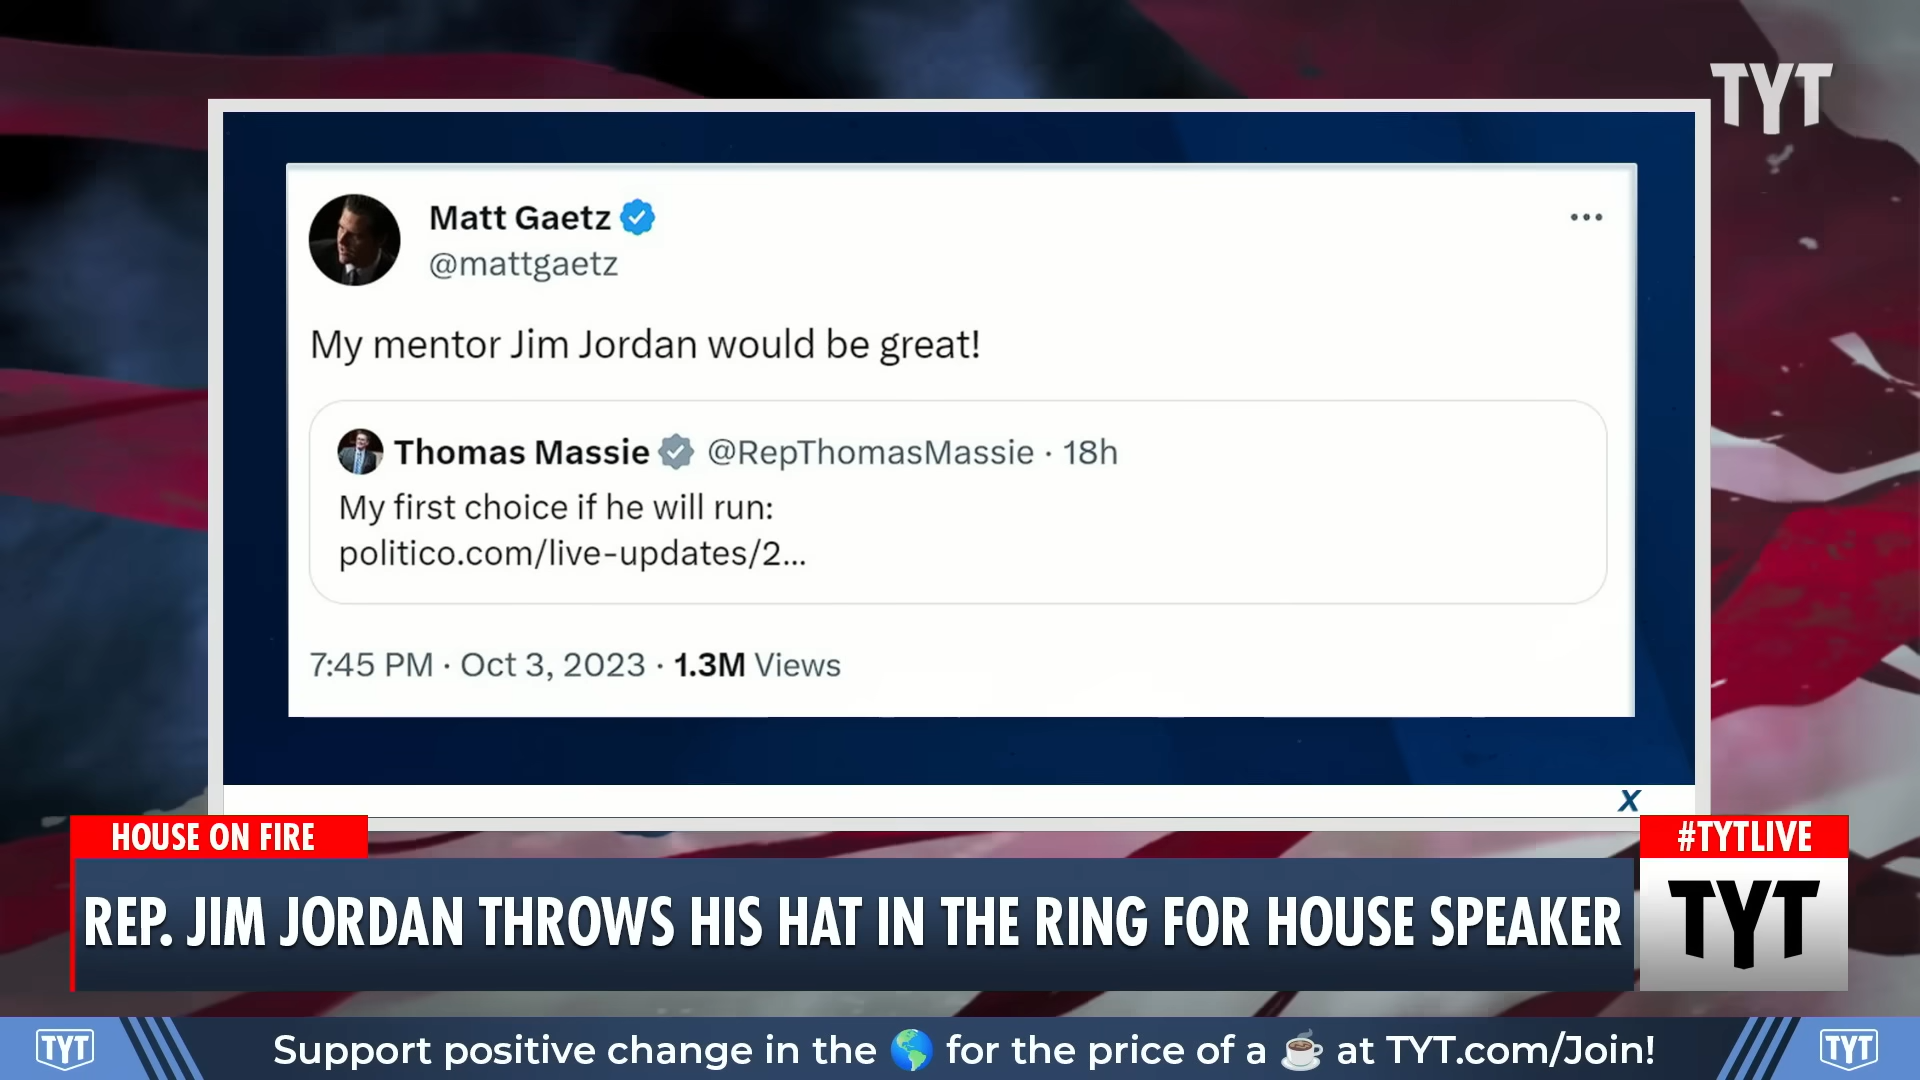 TYT
Matt Gaetz
@mattgaetz
My mentor Jim Jordan would be great!
Thomas Massie @RepThomasMassie · 18h
My first choice if he will run:
politico.com/live-updates/2...
7:45 PM · Oct 3, 2023 · 1.3M Views
X
HOUSE ON FIRE
#TYTLIVE
REP. JIM JORDAN THROWS HIS HAT IN THE RING FOR HOUSE SPEAKER
TYT
TYT
Support positive change in the 🌎 for the price of a ☕ at TYT.com/Join!
TYT